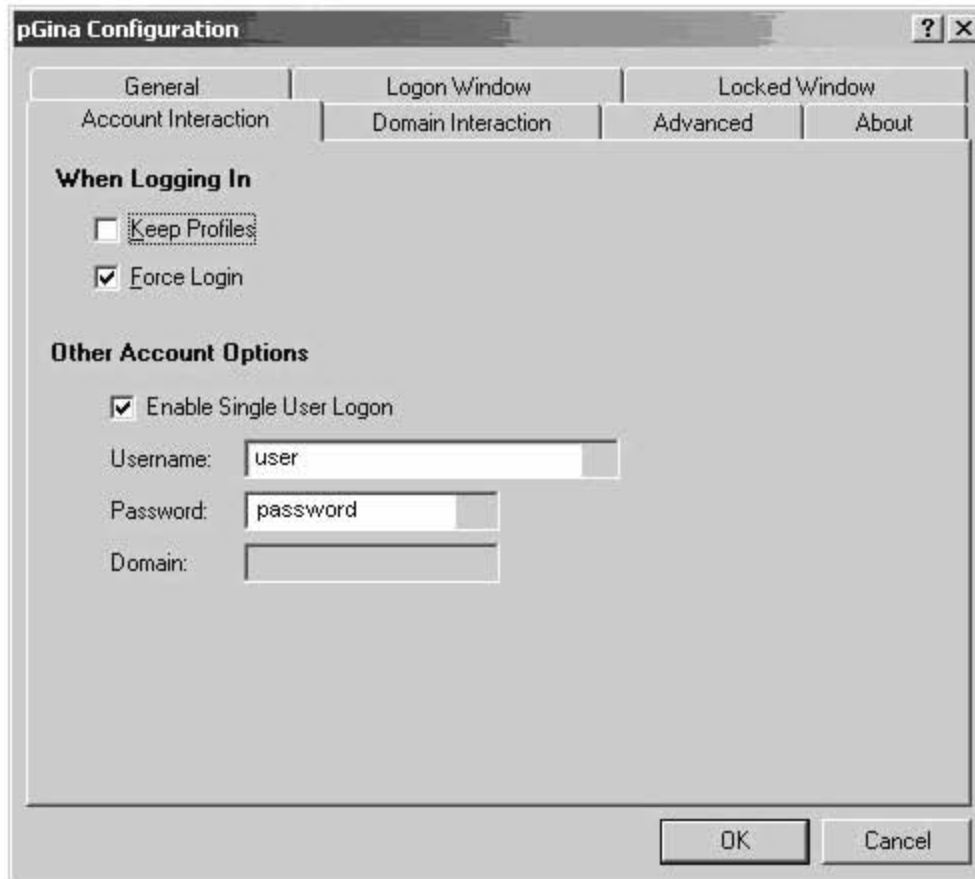 pGina Configuration
General Logon Window Locked Window
Account Interaction Domain Interaction Advanced About
When Logging In
Keep Profiles
Force Login
Other Account Options
Enable Single User Logon
Username: user
Password: password
Domain:
OK Cancel